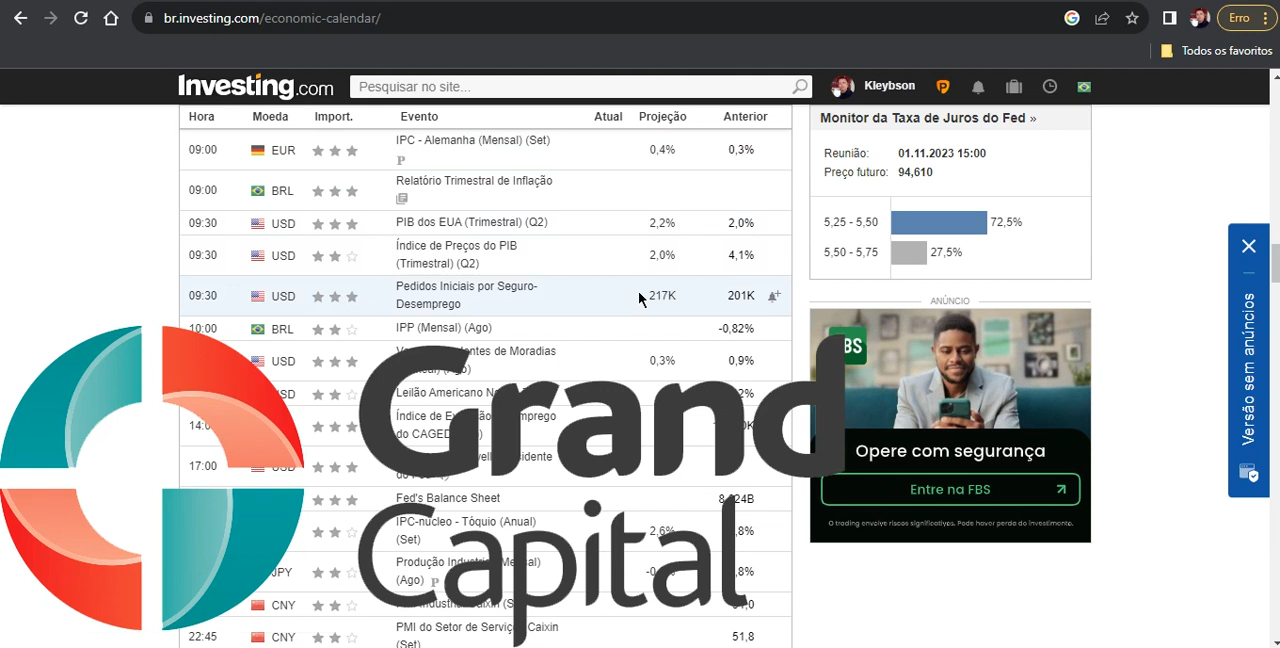 br.investing.com/economic-calendar/
Erro
Todos os favoritos
Investing.com
Pesquisar no site...
Kleybson
Hora Moeda Import. Evento Atual Projeção Anterior
09:00 EUR IPC - Alemanha (Mensal) (Set) 0,4% 0,3%
P
09:00 BRL Relatório Trimestral de Inflação
09:30 USD PIB dos EUA (Trimestral) (Q2) 2,2% 2,0%
09:30 USD Índice de Preços do PIB
(Trimestral) (Q2) 2,0% 4,1%
09:30 USD Pedidos Iniciais por Seguro-
Desemprego 217K 201K
10:00 BRL IPP (Mensal) (Ago) -0,82%
USD de Moradias
0,3% 0,9%
Leilão Americano
14:
do CAGED
17:00 USD
Fed's Balance Sheet
IPC-núcleo - Tóquio (Anual)
(Set) 2,6%
JPY Produção
(Ago) P
CNY
22:45 CNY PMI do Setor de Caixin
(Set) 51,8
Grand
Capital
Monitor da Taxa de Juros do Fed »
Reunião: 01.11.2023 15:00
Preço futuro: 94,610
5,25 - 5,50 72,5%
5,50 - 5,75 27,5%
ANÚNCIO
Opere com segurança
Entre na FBS
O trading envolve riscos significativos. Pode haver perda do investimento.
Versão sem anúncios